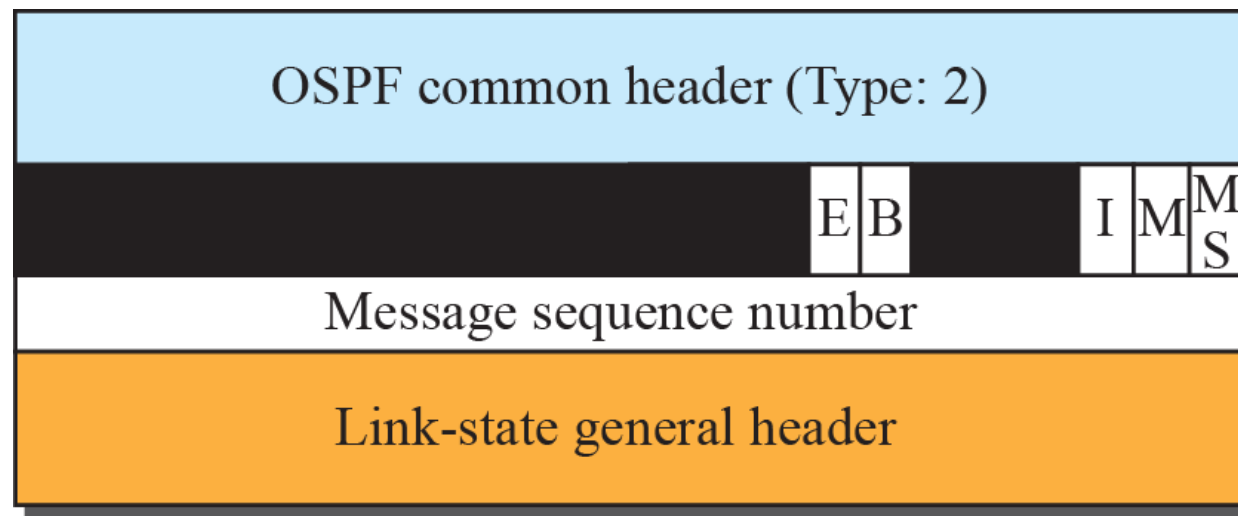 OSPF common header (Type: 2)
E B I M M S
Message sequence number
Link-state general header